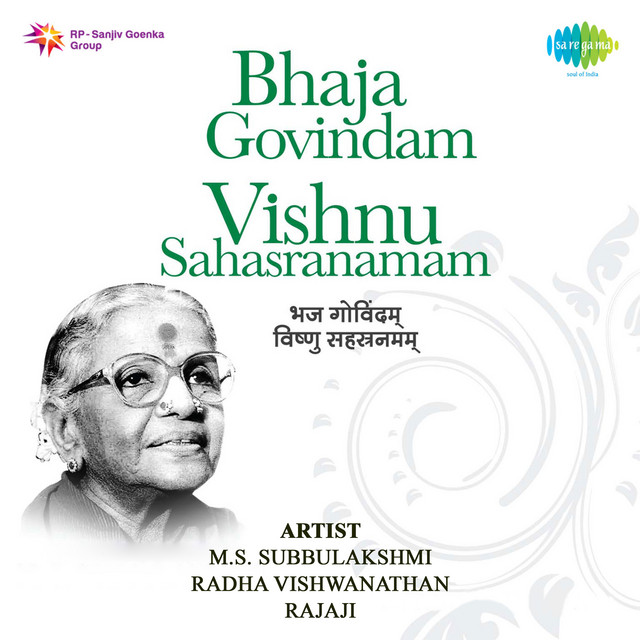 RP - Sanjiv Goenka
Group
sa re ga ma
soul of India
Bhaja
Govindam
Vishnu
Sahasranamam
भज गोविंदम्
विष्णु सहस्रनमम्
ARTIST
M.S. SUBBULAKSHMI
RADHA VISHWANATHAN
RAJAJI